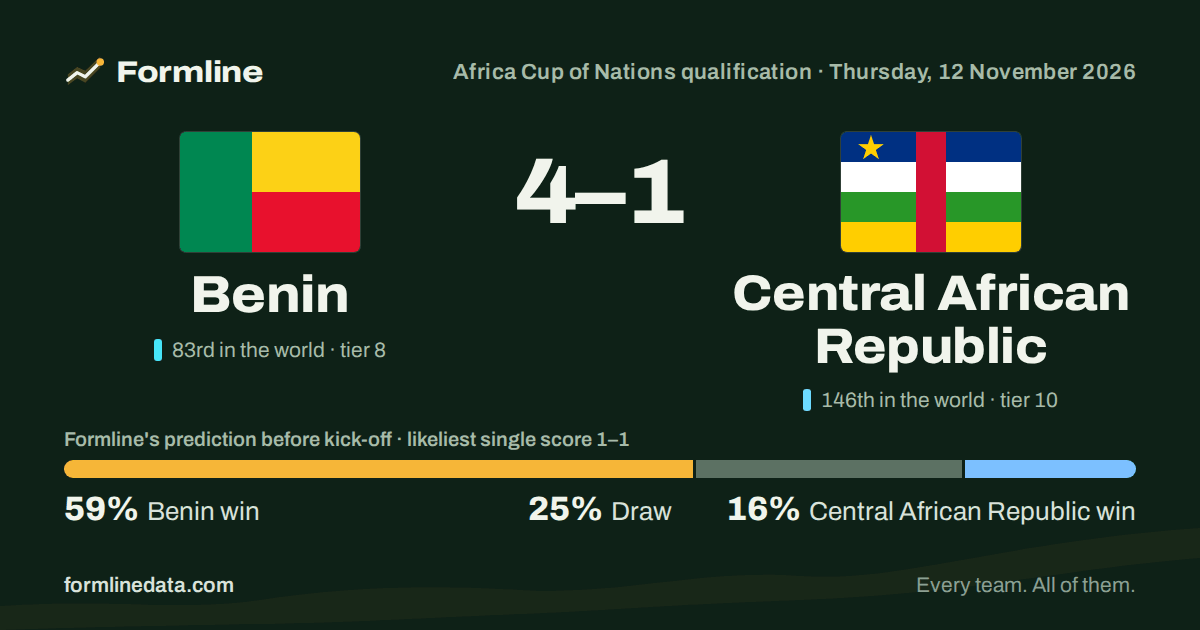 Formline
Africa Cup of Nations qualification · Thursday, 12 November 2026
4–1
Benin
83rd in the world · tier 8
Central African
Republic
146th in the world · tier 10
Formline's prediction before kick-off · likeliest single score 1–1
59% Benin win
25% Draw
16% Central African Republic win
formlinedata.com
Every team. All of them.